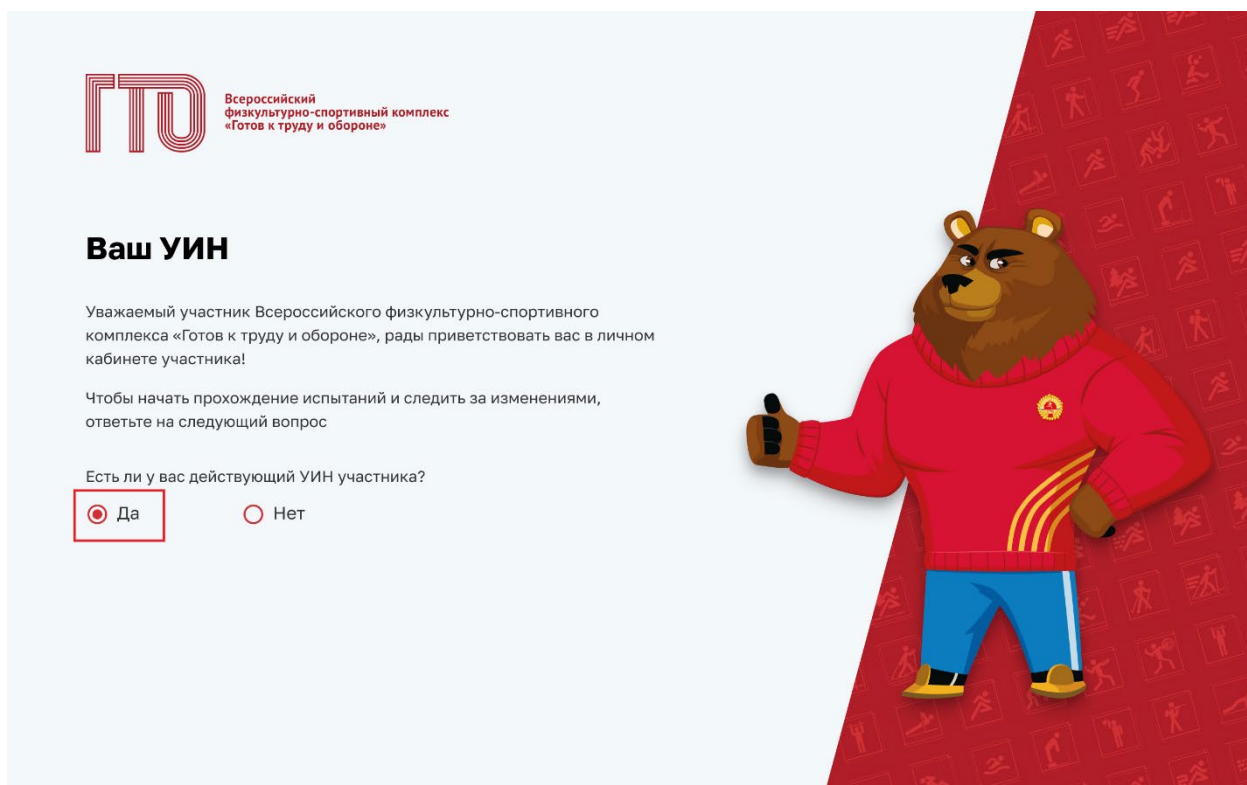 ГТО
Всероссийский
физкультурно-спортивный комплекс
«Готов к труду и обороне»
Ваш УИН
Уважаемый участник Всероссийского физкультурно-спортивного
комплекса «Готов к труду и обороне», рады приветствовать вас в личном
кабинете участника!
Чтобы начать прохождение испытаний и следить за изменениями,
ответьте на следующий вопрос
Есть ли у вас действующий УИН участника?
Да
Нет